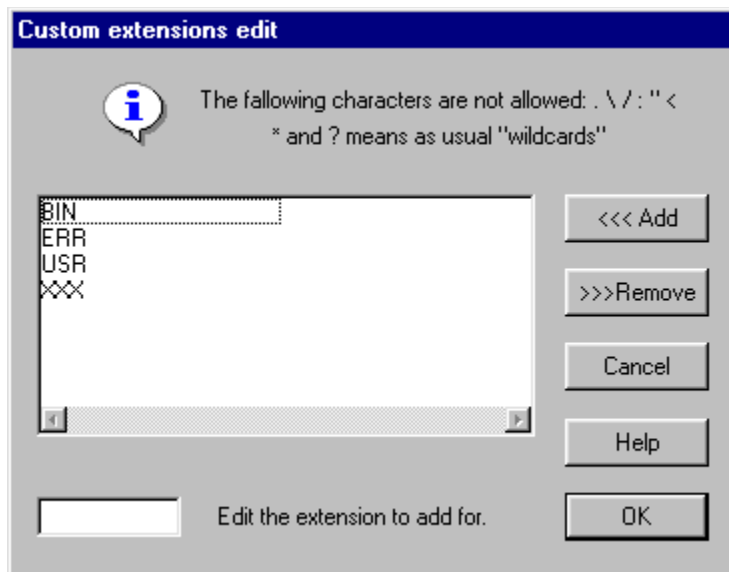 Custom extensions edit
The fallowing characters are not allowed: . \ / : " <
* and ? means as usual "wildcards"
BIN
ERR
USR
XXX
<<< Add
>>>Remove
Cancel
Help
OK
Edit the extension to add for.